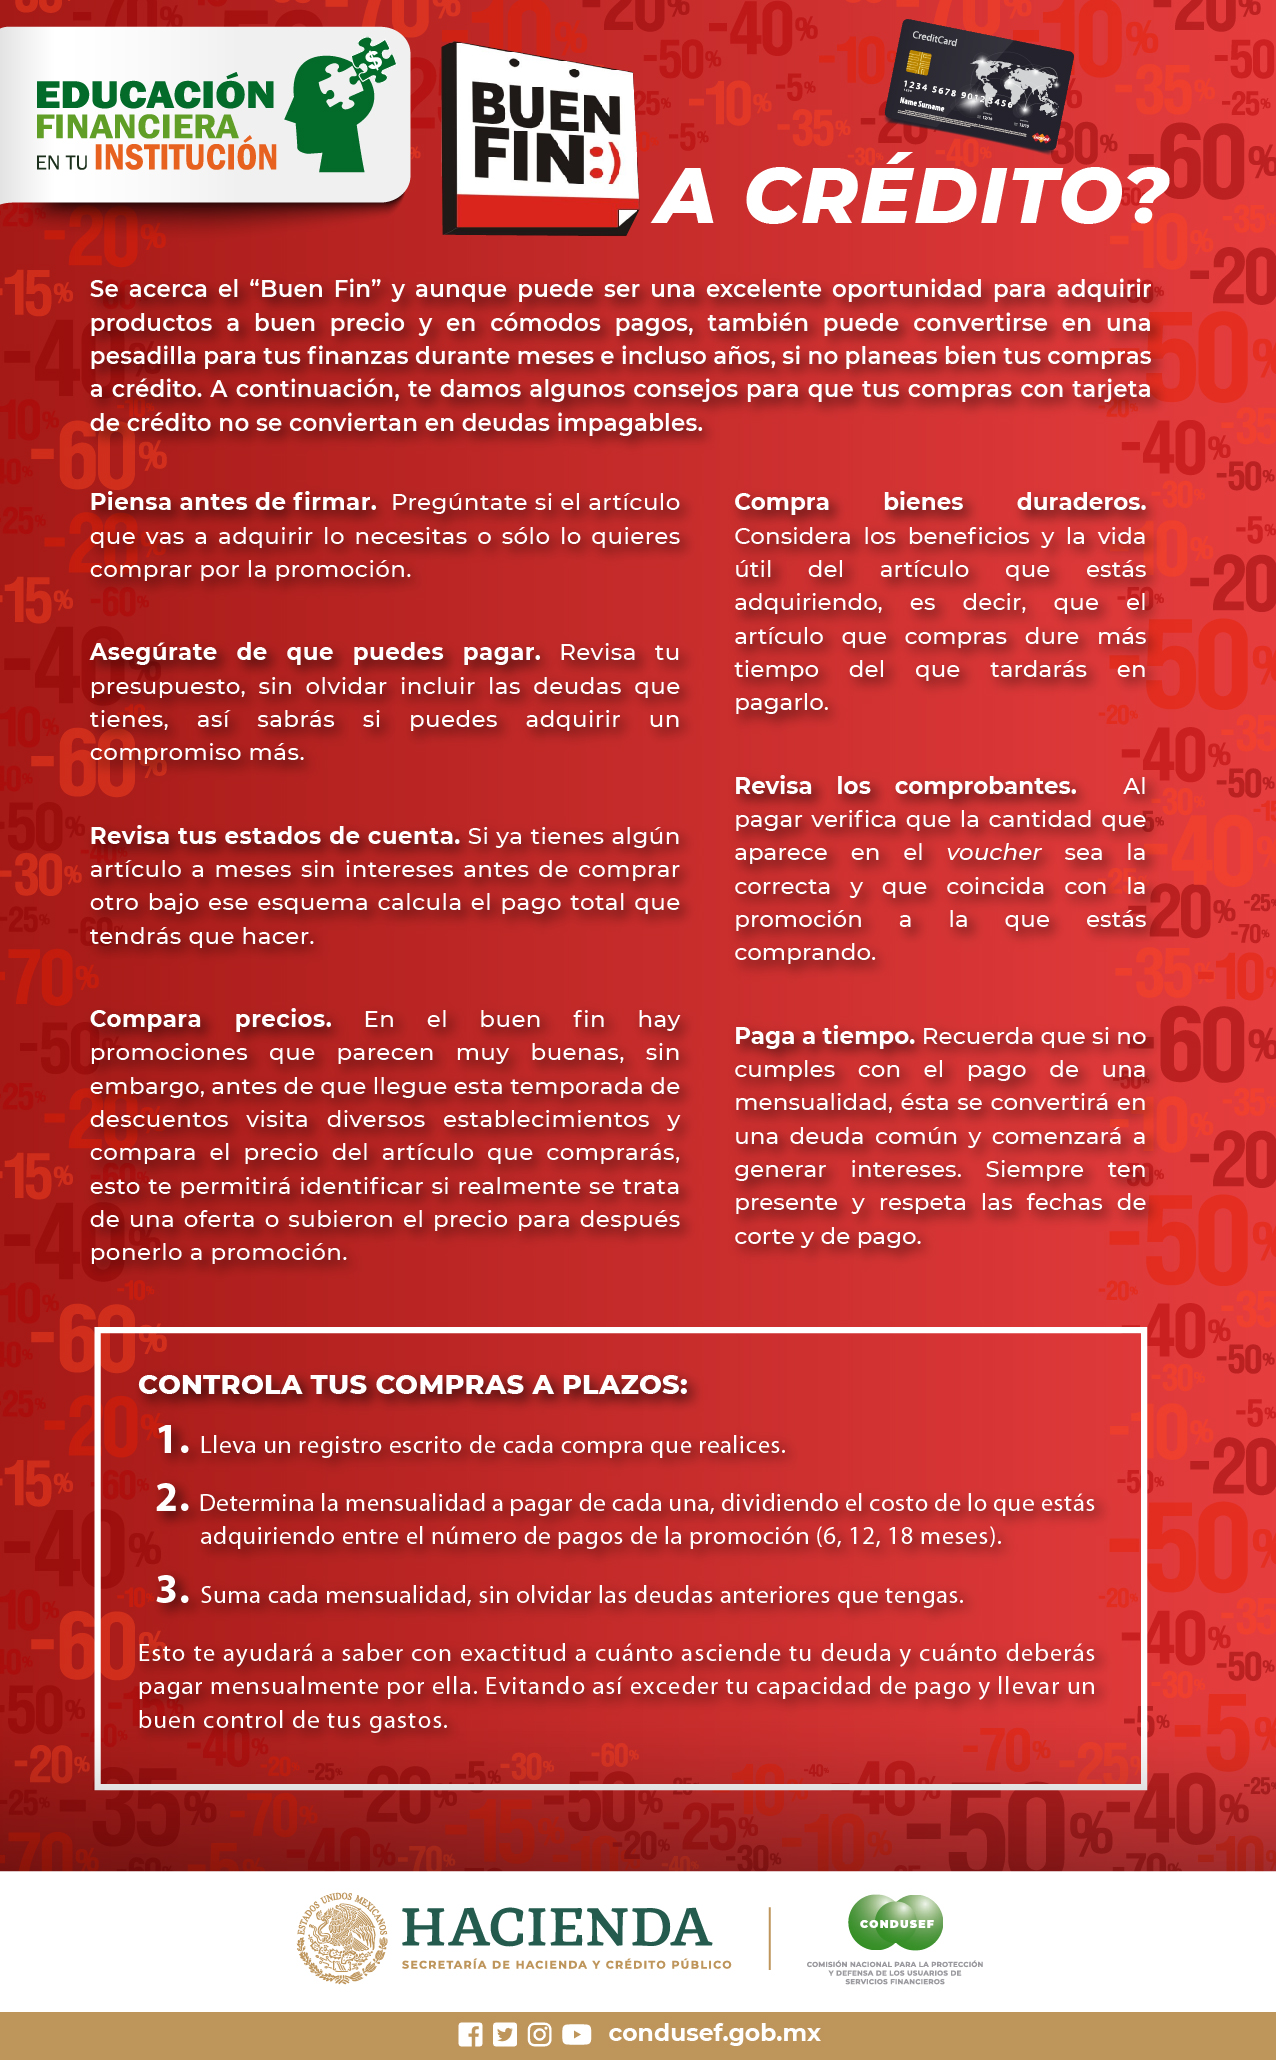 EDUCACIÓN
FINANCIERA
EN TU INSTITUCIÓN
BUEN
FIN:)
CreditCard
1234 5678 9012 3456
Name Surname
A CRÉDITO?
Se acerca el “Buen Fin” y aunque puede ser una excelente oportunidad para adquirir
productos a buen precio y en cómodos pagos, también puede convertirse en una
pesadilla para tus finanzas durante meses e incluso años, si no planeas bien tus compras
a crédito. A continuación, te damos algunos consejos para que tus compras con tarjeta
de crédito no se conviertan en deudas impagables.
Piensa antes de firmar. Pregúntate si el artículo
que vas a adquirir lo necesitas o sólo lo quieres
comprar por la promoción.
Asegúrate de que puedes pagar. Revisa tu
presupuesto, sin olvidar incluir las deudas que
tienes, así sabrás si puedes adquirir un
compromiso más.
Revisa tus estados de cuenta. Si ya tienes algún
artículo a meses sin intereses antes de comprar
otro bajo ese esquema calcula el pago total que
tendrás que hacer.
Compara precios. En el buen fin hay
promociones que parecen muy buenas, sin
embargo, antes de que llegue esta temporada de
descuentos visita diversos establecimientos y
compara el precio del artículo que comprarás,
esto te permitirá identificar si realmente se trata
de una oferta o subieron el precio para después
ponerlo a promoción.
Compra bienes duraderos.
Considera los beneficios y la vida
útil del artículo que estás
adquiriendo, es decir, que el
artículo que compras dure más
tiempo del que tardarás en
pagarlo.
Revisa los comprobantes. Al
pagar verifica que la cantidad que
aparece en el voucher sea la
correcta y que coincida con la
promoción a la que estás
comprando.
Paga a tiempo. Recuerda que si no
cumples con el pago de una
mensualidad, ésta se convertirá en
una deuda común y comenzará a
generar intereses. Siempre ten
presente y respeta las fechas de
corte y de pago.
CONTROLA TUS COMPRAS A PLAZOS:
1. Lleva un registro escrito de cada compra que realices.
2. Determina la mensualidad a pagar de cada una, dividiendo el costo de lo que estás
adquiriendo entre el número de pagos de la promoción (6, 12, 18 meses).
3. Suma cada mensualidad, sin olvidar las deudas anteriores que tengas.
Esto te ayudará a saber con exactitud a cuánto asciende tu deuda y cuánto deberás
pagar mensualmente por ella. Evitando así exceder tu capacidad de pago y llevar un
buen control de tus gastos.
ESTADOS UNIDOS MEXICANOS
HACIENDA
SECRETARÍA DE HACIENDA Y CRÉDITO PÚBLICO
CONDUSEF
COMISIÓN NACIONAL PARA LA PROTECCIÓN
Y DEFENSA DE LOS USUARIOS DE
SERVICIOS FINANCIEROS
condusef.gob.mx